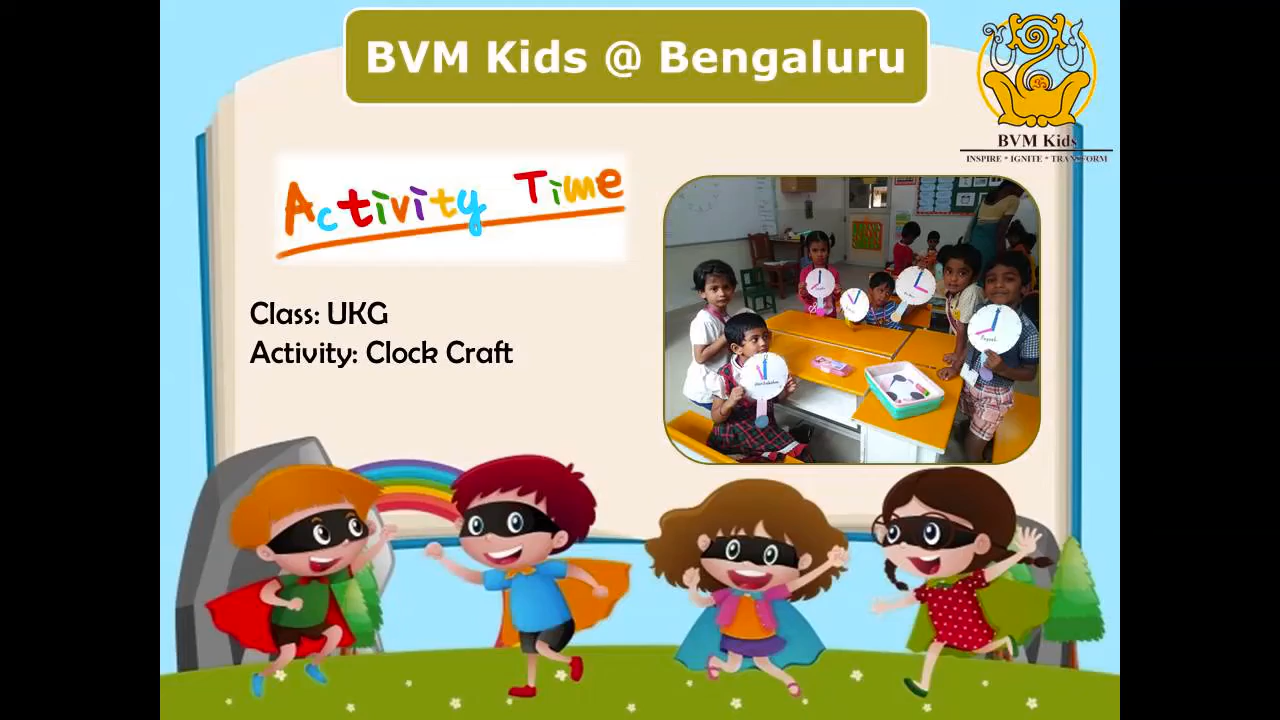 BVM Kids @ Bengaluru
BVM Kids
INSPIRE * IGNITE * TRANSFORM
Activity Time
Class: UKG
Activity: Clock Craft